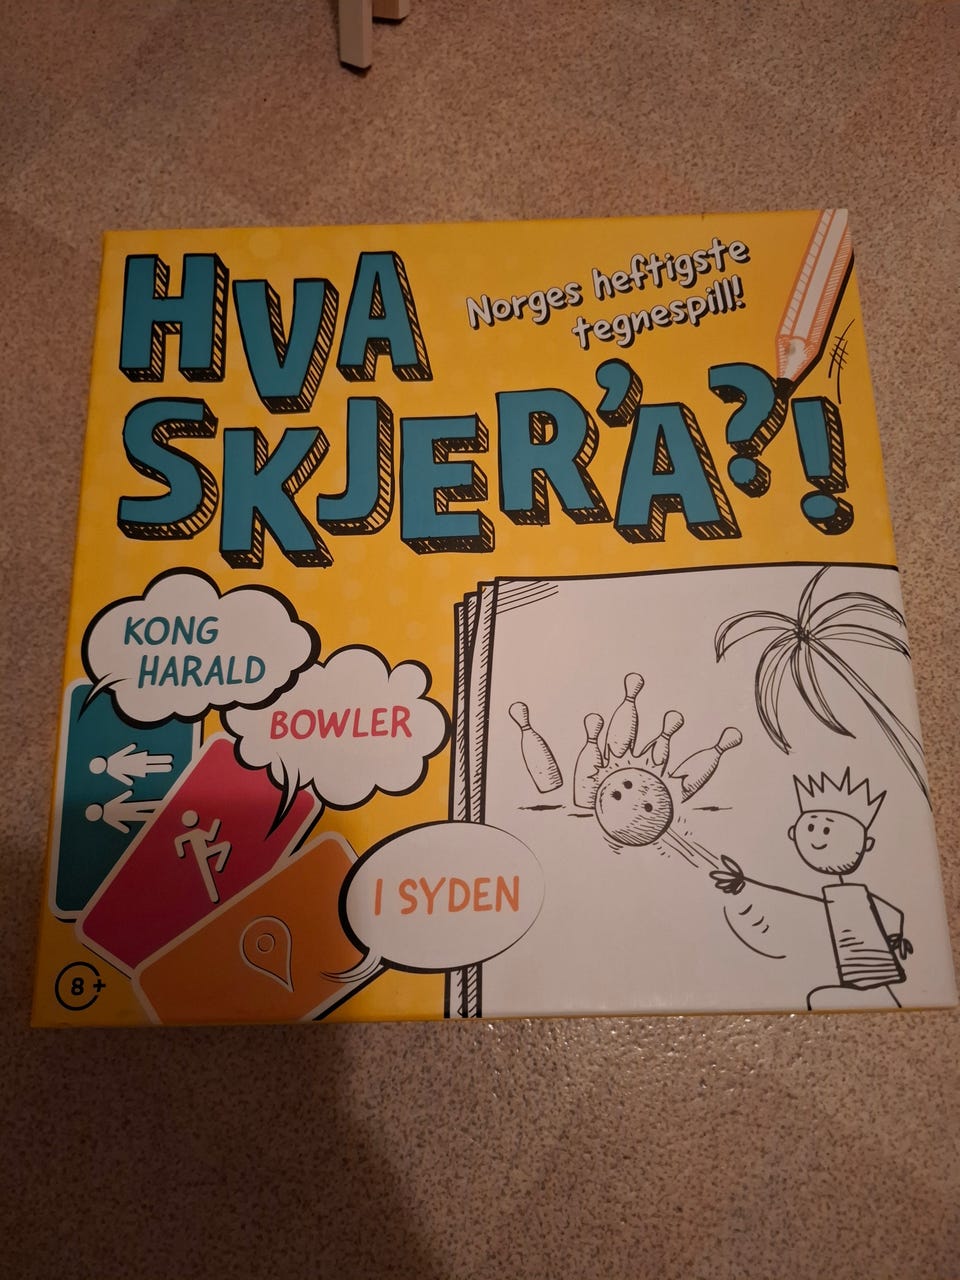 HVA
Norges heftigste
tegnespill!
SKJER'A?!
KONG
HARALD
BOWLER
I SYDEN
8+